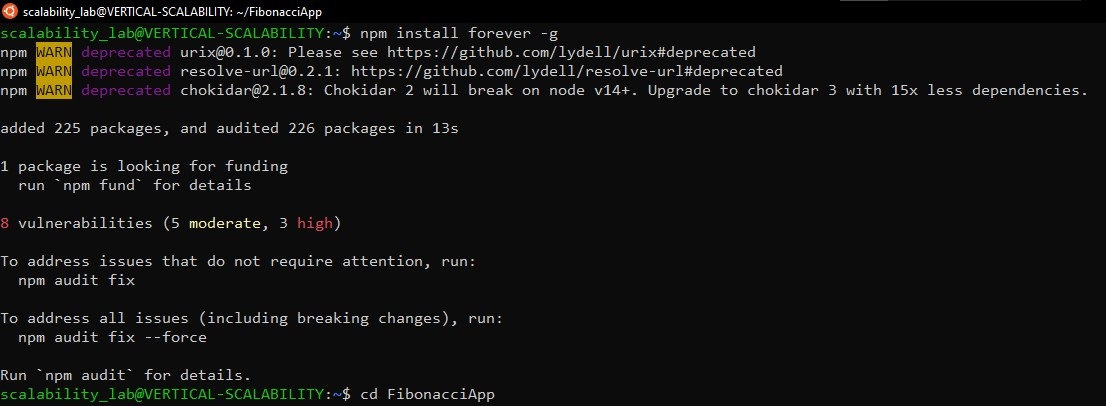 scalability_lab@VERTICAL-SCALABILITY: ~/FibonacciApp
scalability_lab@VERTICAL-SCALABILITY:~$ npm install forever -g
npm WARN deprecated urix@0.1.0: Please see https://github.com/lydell/urix#deprecated
npm WARN deprecated resolve-url@0.2.1: https://github.com/lydell/resolve-url#deprecated
npm WARN deprecated chokidar@2.1.8: Chokidar 2 will break on node v14+. Upgrade to chokidar 3 with 15x less dependencies.
added 225 packages, and audited 226 packages in 13s
1 package is looking for funding
run `npm fund` for details
8 vulnerabilities (5 moderate, 3 high)
To address issues that do not require attention, run:
npm audit fix
To address all issues (including breaking changes), run:
npm audit fix --force
Run `npm audit` for details.
scalability_lab@VERTICAL-SCALABILITY:~$ cd FibonacciApp